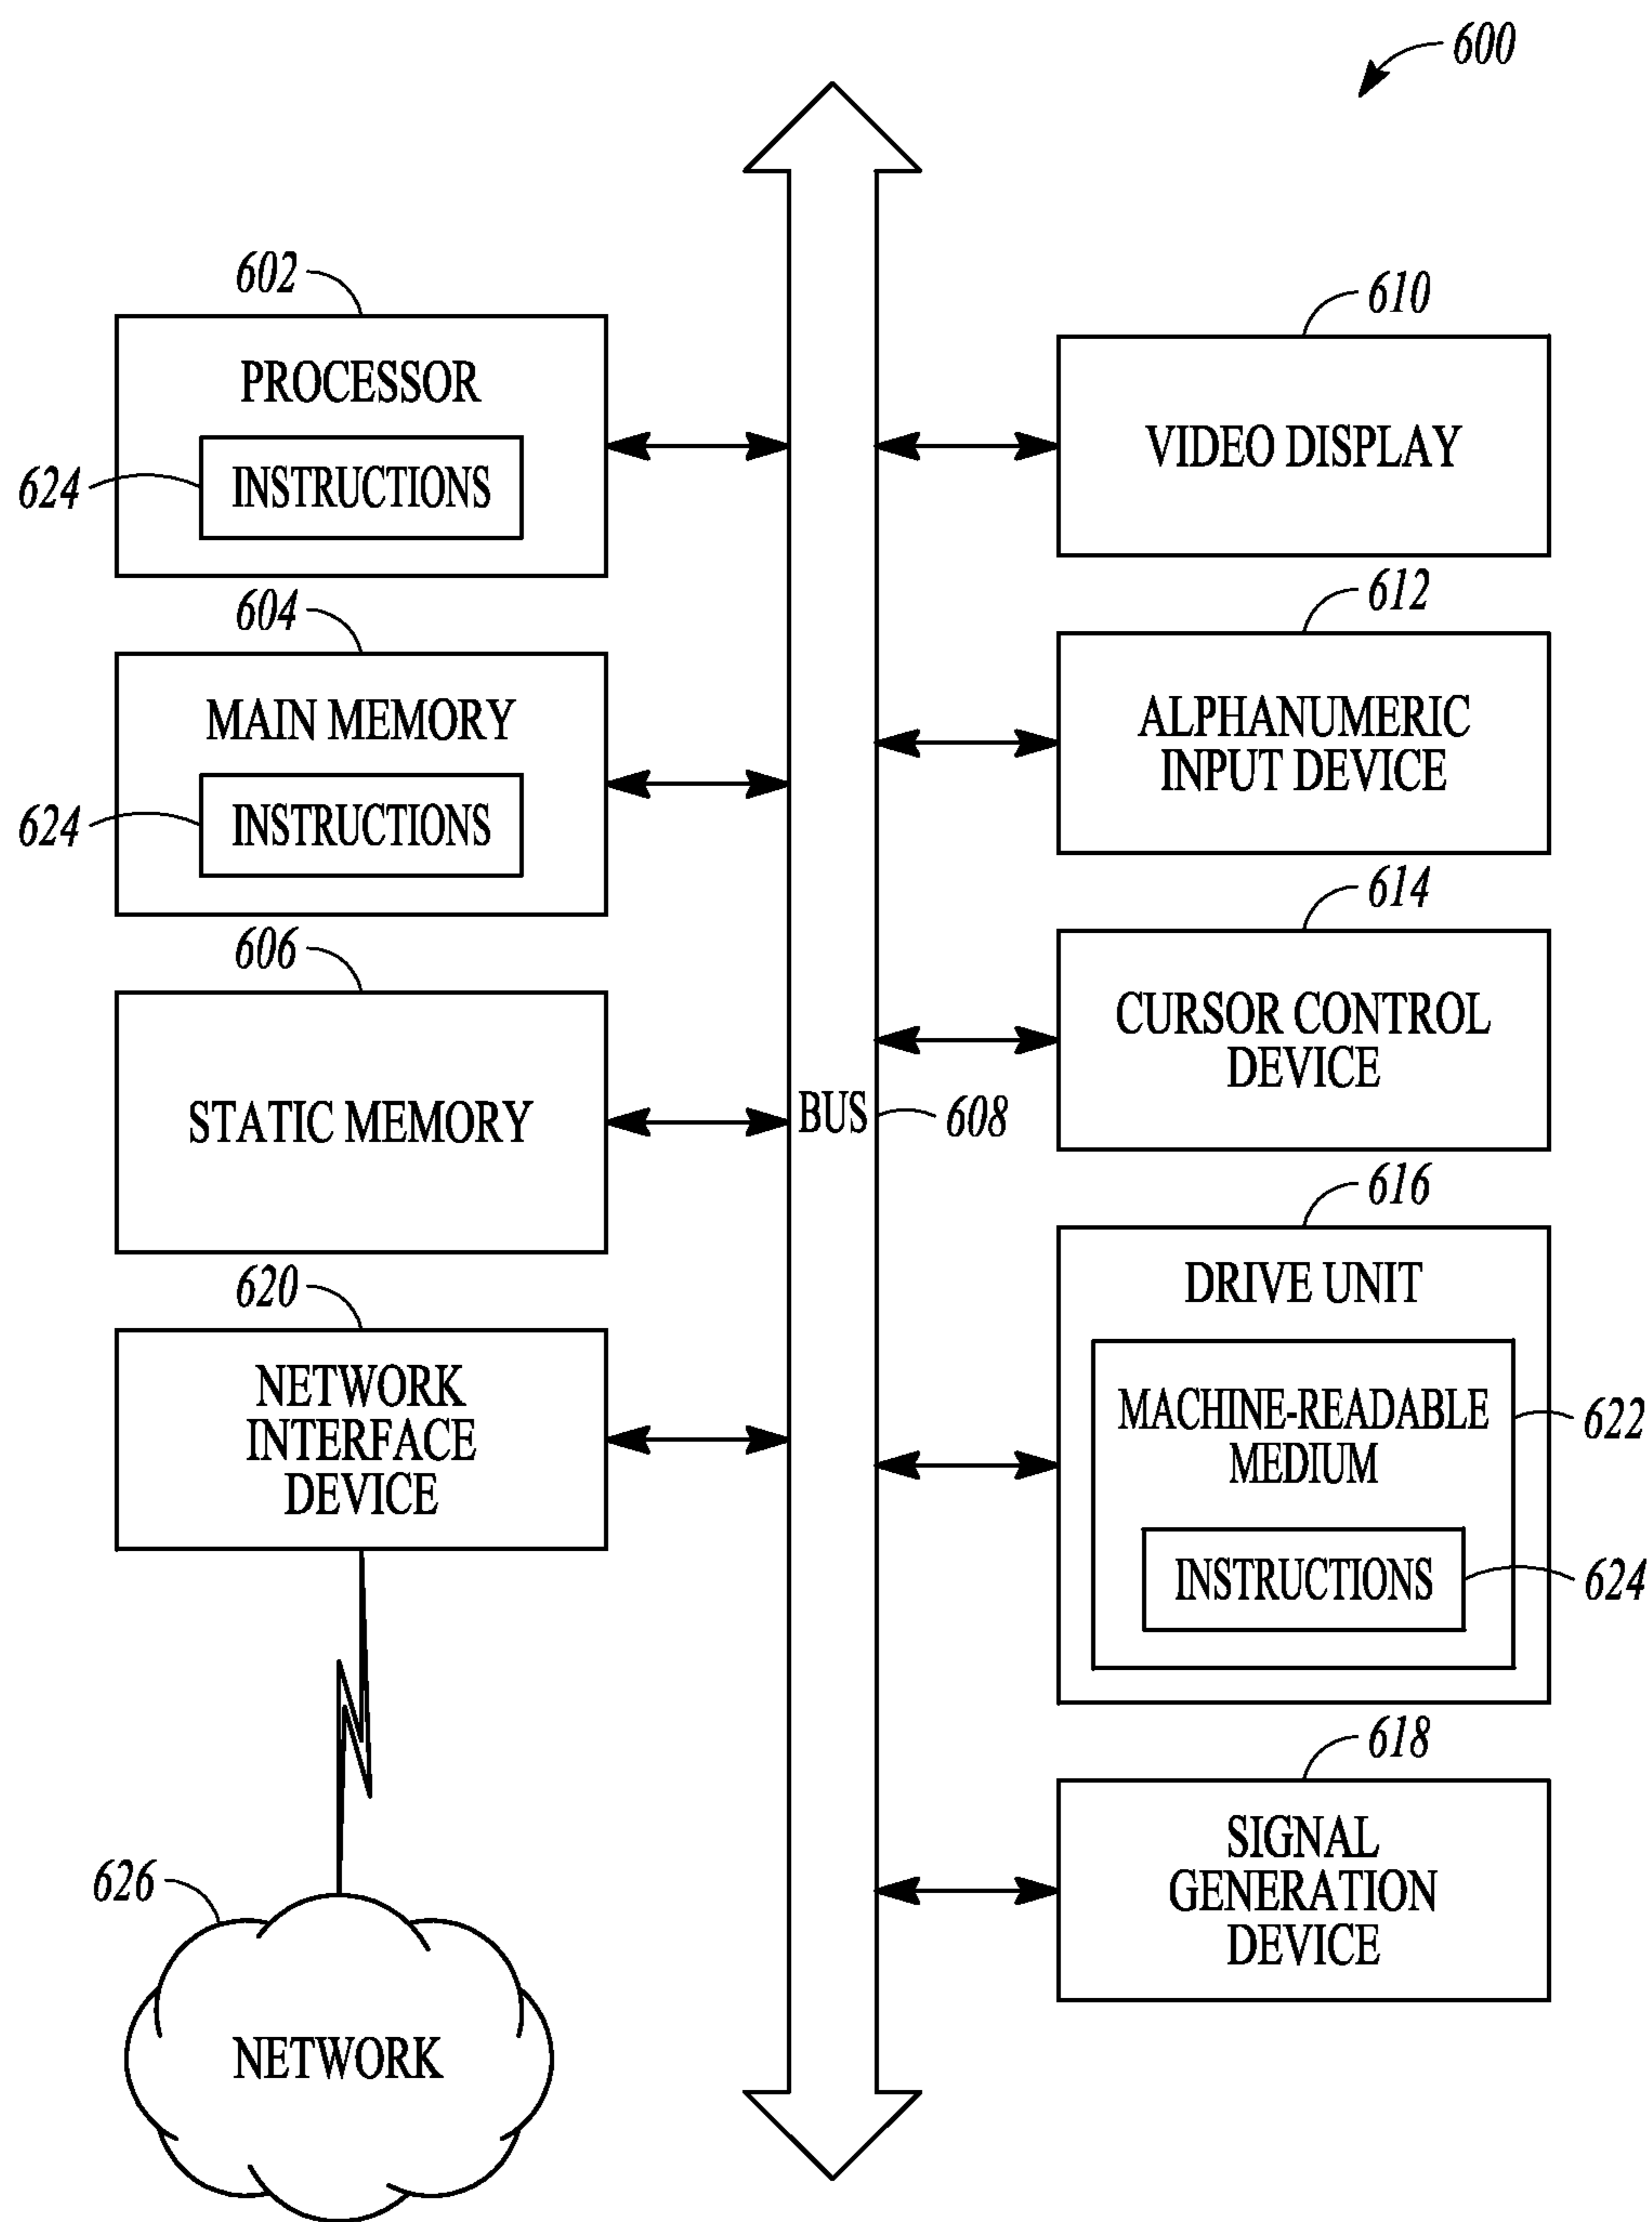 600
602
PROCESSOR
624
INSTRUCTIONS
604
MAIN MEMORY
624
INSTRUCTIONS
606
STATIC MEMORY
620
NETWORK
INTERFACE
DEVICE
626
NETWORK
BUS
608
610
VIDEO DISPLAY
612
ALPHANUMERIC
INPUT DEVICE
614
CURSOR CONTROL
DEVICE
616
DRIVE UNIT
MACHINE-READABLE
MEDIUM
622
INSTRUCTIONS
624
618
SIGNAL
GENERATION
DEVICE